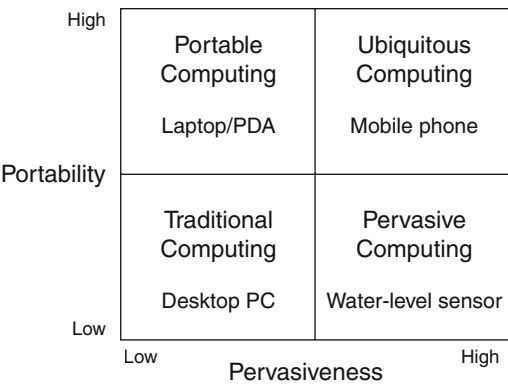 High
Portable
Computing
Laptop/PDA
Ubiquitous
Computing
Mobile phone
Portability
Traditional
Computing
Desktop PC
Pervasive
Computing
Water-level sensor
Low
Low
High
Pervasiveness